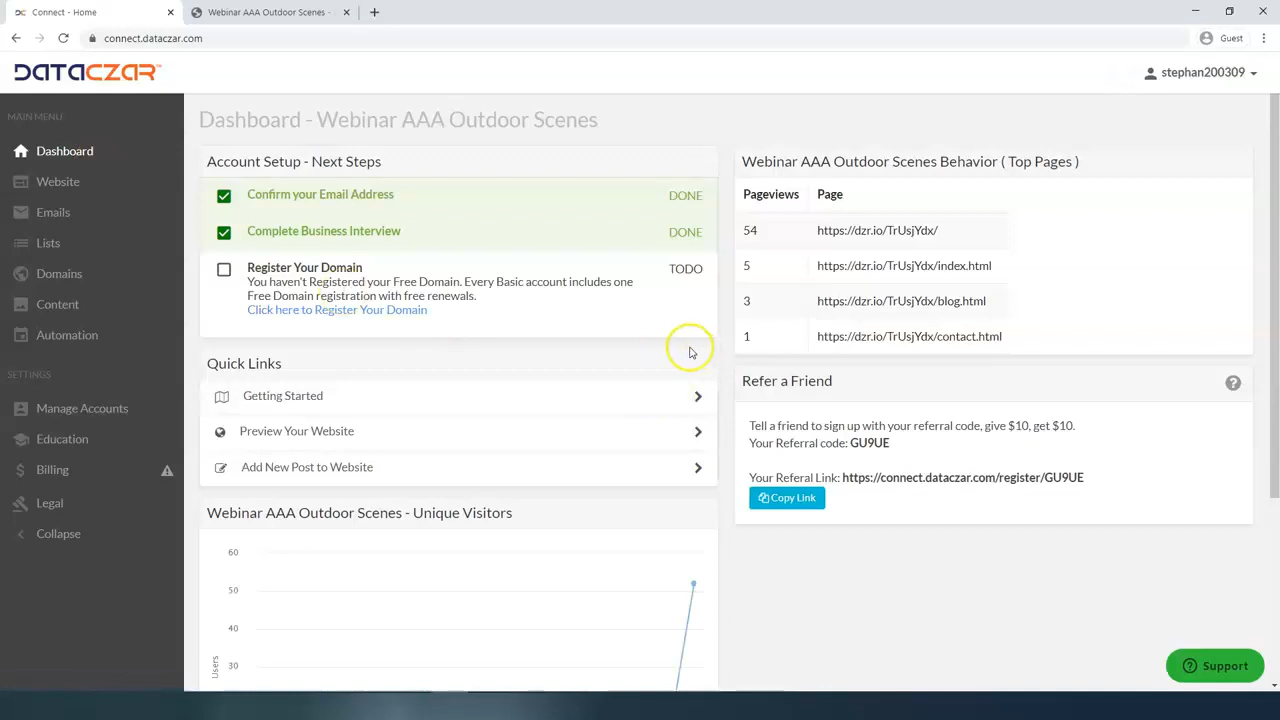 Connect - Home
Webinar AAA Outdoor Scenes -
connect.dataczar.com
Guest
DATACZAR
stephan200309
MAIN MENU
Dashboard
Website
Emails
Lists
Domains
Content
Automation
SETTINGS
Manage Accounts
Education
Billing
Legal
Collapse
Dashboard - Webinar AAA Outdoor Scenes
Account Setup - Next Steps
Confirm your Email Address DONE
Complete Business Interview DONE
Register Your Domain TODO
You haven't Registered your Free Domain. Every Basic account includes one
Free Domain registration with free renewals.
Click here to Register Your Domain
Quick Links
Getting Started
Preview Your Website
Add New Post to Website
Webinar AAA Outdoor Scenes - Unique Visitors
60
50
40
30
Users
Webinar AAA Outdoor Scenes Behavior ( Top Pages )
Pageviews Page
54 https://dzr.io/TrUsjYdx/
5 https://dzr.io/TrUsjYdx/index.html
3 https://dzr.io/TrUsjYdx/blog.html
1 https://dzr.io/TrUsjYdx/contact.html
Refer a Friend
Tell a friend to sign up with your referral code, give $10, get $10.
Your Referral code: GU9UE
Your Referal Link: https://connect.dataczar.com/register/GU9UE
Copy Link
Support